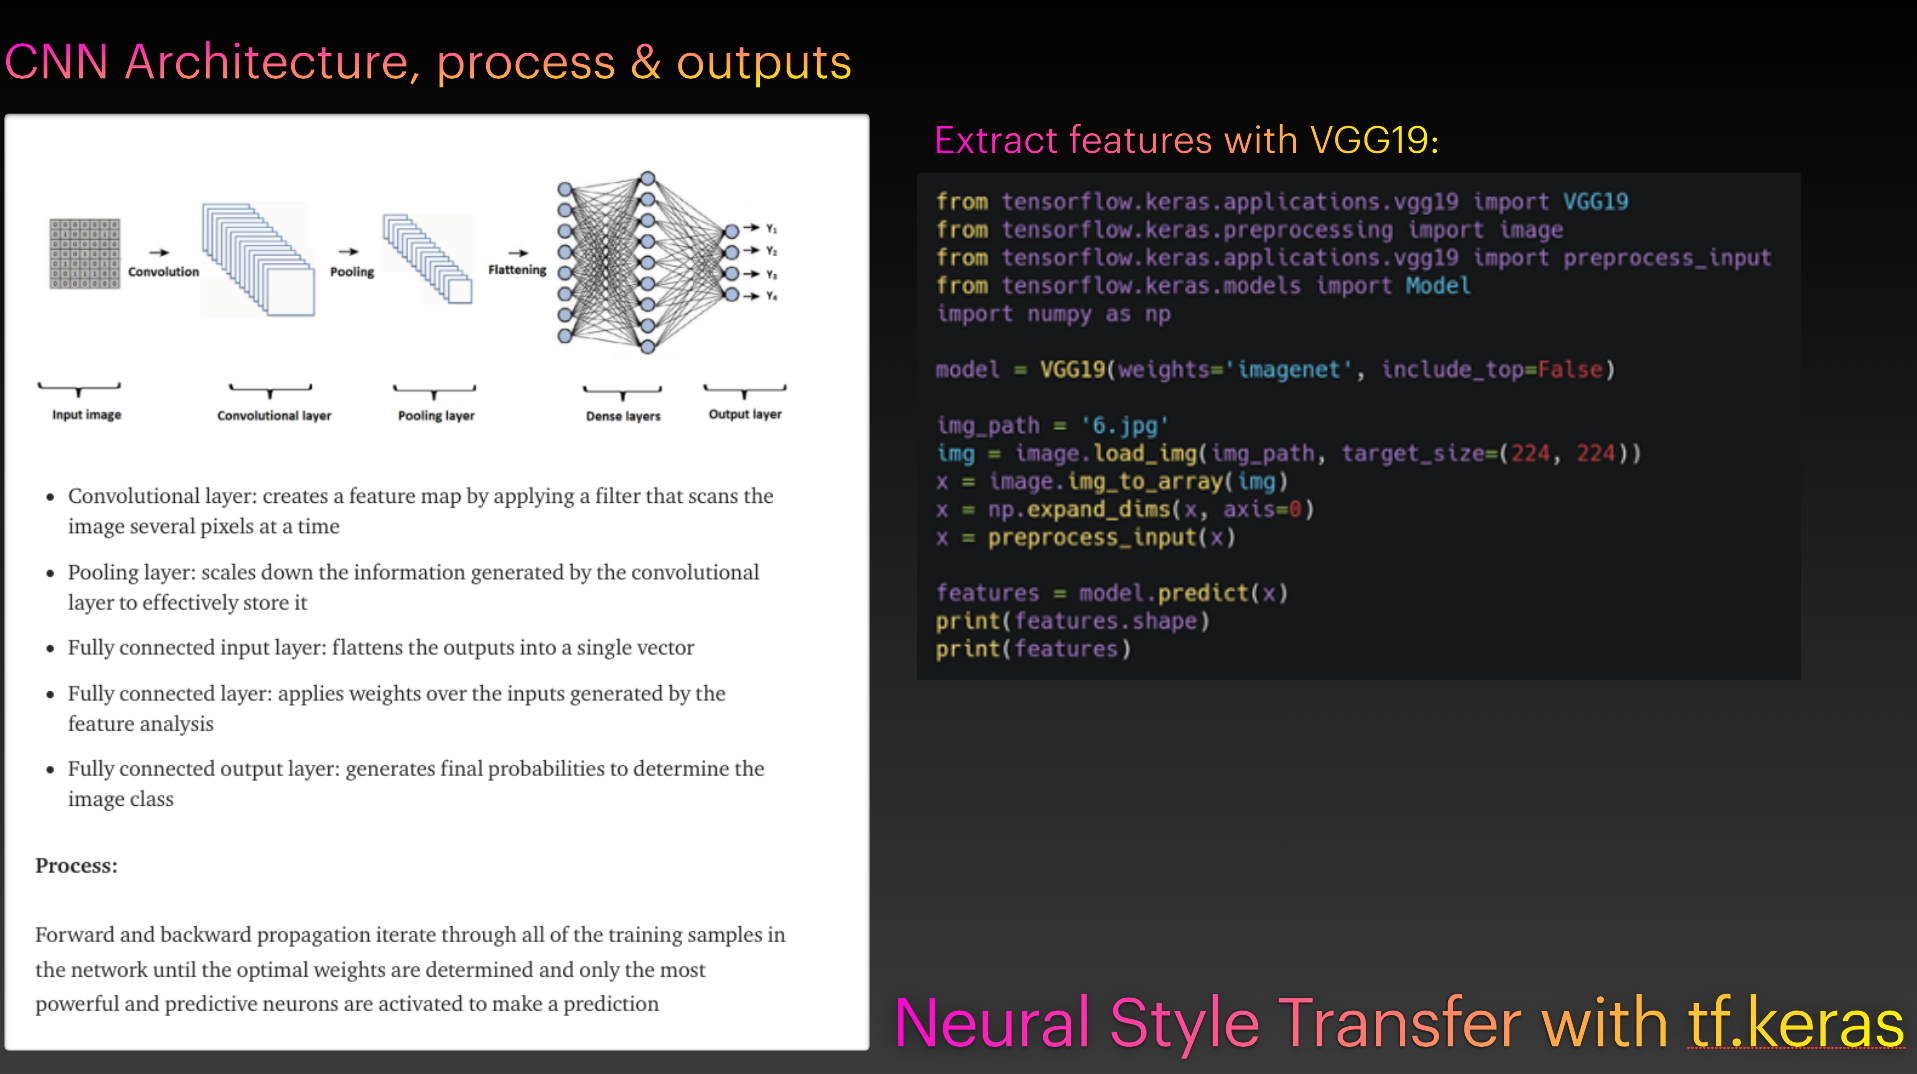 CNN Architecture, process & outputs
Convolution
Pooling
Flattening
Y₁
Y₂
Y₃
Y₄
Input image
Convolutional layer
Pooling layer
Dense layers
Output layer
• Convolutional layer: creates a feature map by applying a filter that scans the
image several pixels at a time
• Pooling layer: scales down the information generated by the convolutional
layer to effectively store it
• Fully connected input layer: flattens the outputs into a single vector
• Fully connected layer: applies weights over the inputs generated by the
feature analysis
• Fully connected output layer: generates final probabilities to determine the
image class
Process:
Forward and backward propagation iterate through all of the training samples in
the network until the optimal weights are determined and only the most
powerful and predictive neurons are activated to make a prediction
Extract features with VGG19:
from tensorflow.keras.applications.vgg19 import VGG19
from tensorflow.keras.preprocessing import image
from tensorflow.keras.applications.vgg19 import preprocess_input
from tensorflow.keras.models import Model
import numpy as np
model = VGG19(weights='imagenet', include_top=False)
img_path = '6.jpg'
img = image.load_img(img_path, target_size=(224, 224))
x = image.img_to_array(img)
x = np.expand_dims(x, axis=0)
x = preprocess_input(x)
features = model.predict(x)
print(features.shape)
print(features)
Neural Style Transfer with tf.keras